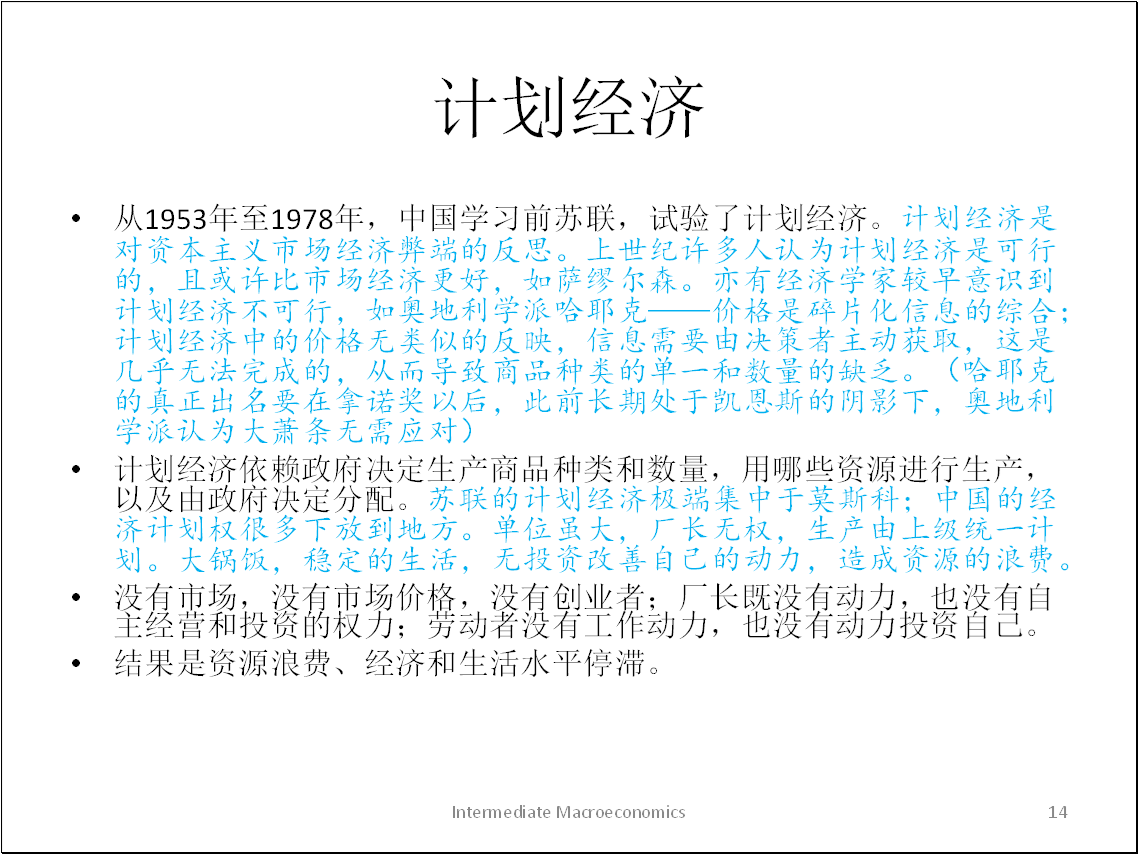 计划经济
• 从1953年至1978年，中国学习前苏联，试验了计划经济。计划经济是
对资本主义市场经济弊端的反思。上世纪许多人认为计划经济是可行
的，且或许比市场经济更好，如萨缪尔森。亦有经济学家较早意识到
计划经济不可行，如奥地利学派哈耶克——价格是碎片化信息的综合；
计划经济中的价格无类似的反映，信息需要由决策者主动获取，这是
几乎无法完成的，从而导致商品种类的单一和数量的缺乏。（哈耶克
的真正出名要在拿诺奖以后，此前长期处于凯恩斯的阴影下，奥地利
学派认为大萧条无需应对）
• 计划经济依赖政府决定生产商品种类和数量，用哪些资源进行生产，
以及由政府决定分配。苏联的计划经济极端集中于莫斯科；中国的经
济计划权很多下放到地方。单位虽大，厂长无权，生产由上级统一计
划。大锅饭，稳定的生活，无投资改善自己的动力，造成资源的浪费。
• 没有市场，没有市场价格，没有创业者；厂长既没有动力，也没有自
主经营和投资的权力；劳动者没有工作动力，也没有动力投资自己。
• 结果是资源浪费、经济和生活水平停滞。
Intermediate Macroeconomics
14